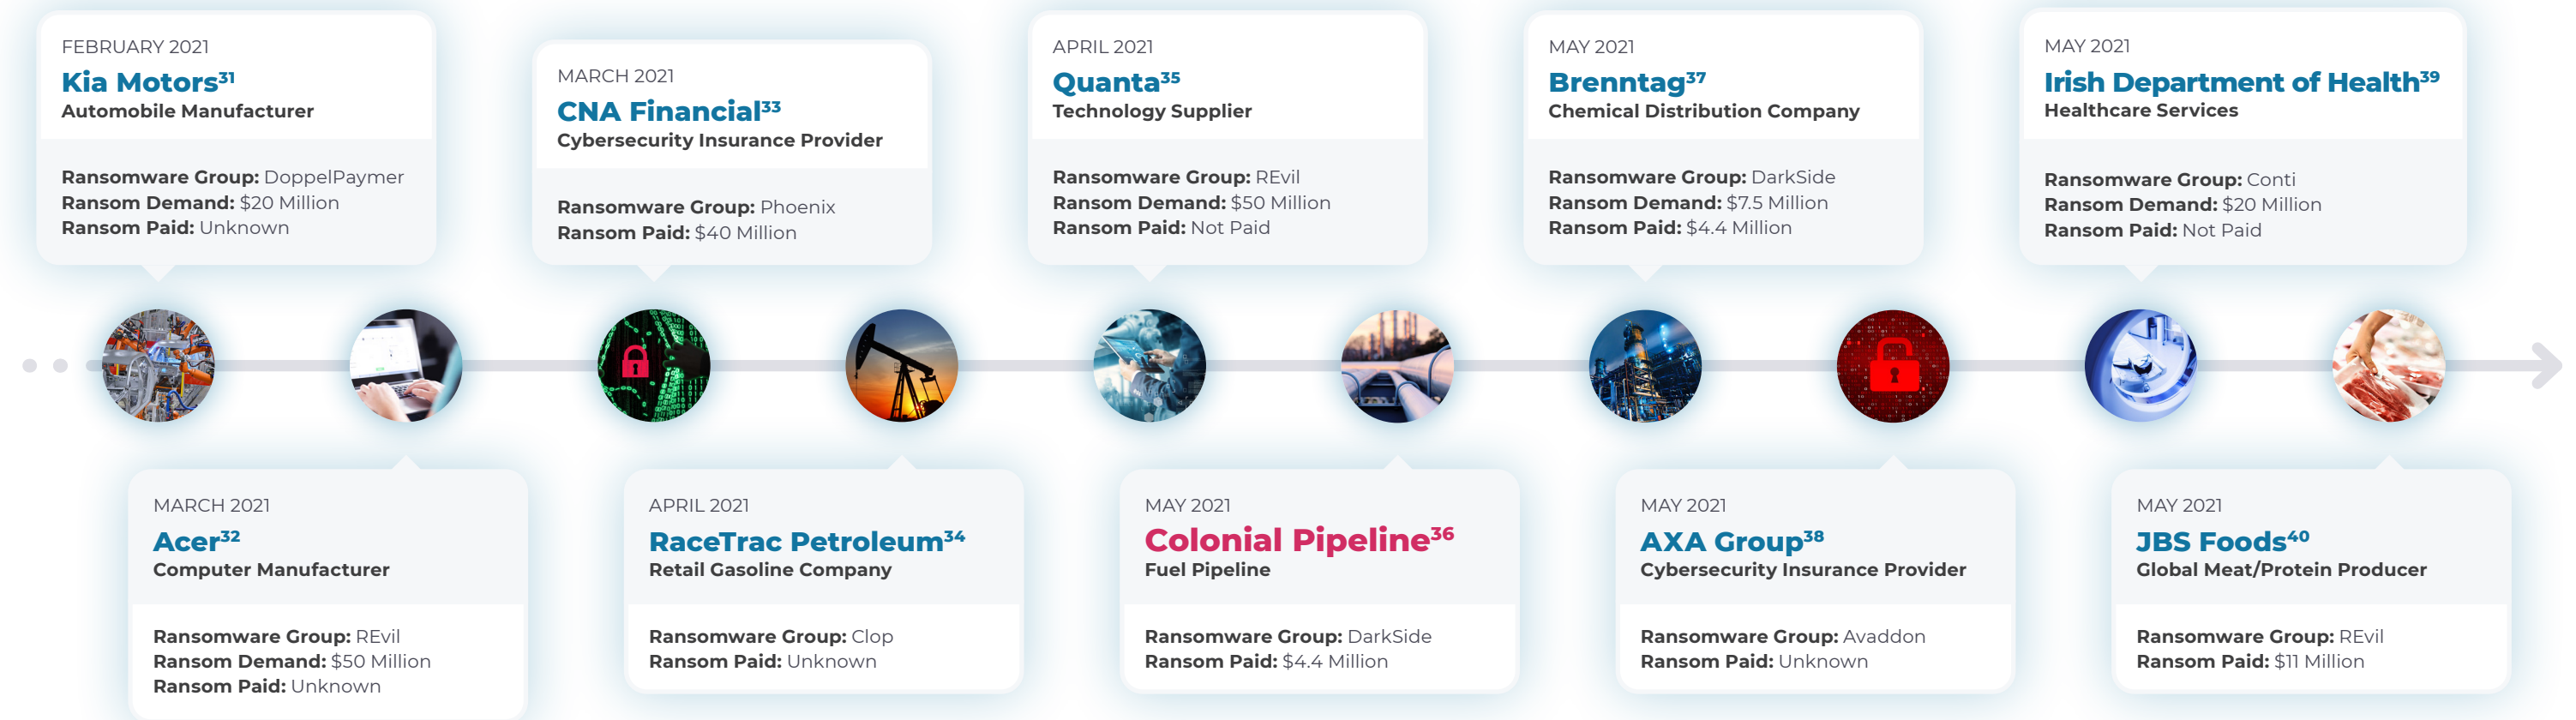 FEBRUARY 2021
Kia Motors³¹
Automobile Manufacturer
Ransomware Group: DoppelPaymer
Ransom Demand: $20 Million
Ransom Paid: Unknown
MARCH 2021
Acer³²
Computer Manufacturer
Ransomware Group: REvil
Ransom Demand: $50 Million
Ransom Paid: Unknown
MARCH 2021
CNA Financial³³
Cybersecurity Insurance Provider
Ransomware Group: Phoenix
Ransom Paid: $40 Million
APRIL 2021
RaceTrac Petroleum³⁴
Retail Gasoline Company
Ransomware Group: Clop
Ransom Paid: Unknown
APRIL 2021
Quanta³⁵
Technology Supplier
Ransomware Group: REvil
Ransom Demand: $50 Million
Ransom Paid: Not Paid
MAY 2021
Colonial Pipeline³⁶
Fuel Pipeline
Ransomware Group: DarkSide
Ransom Paid: $4.4 Million
MAY 2021
Brenntag³⁷
Chemical Distribution Company
Ransomware Group: DarkSide
Ransom Demand: $7.5 Million
Ransom Paid: $4.4 Million
MAY 2021
AXA Group³⁸
Cybersecurity Insurance Provider
Ransomware Group: Avaddon
Ransom Paid: Unknown
MAY 2021
Irish Department of Health³⁹
Healthcare Services
Ransomware Group: Conti
Ransom Demand: $20 Million
Ransom Paid: Not Paid
MAY 2021
JBS Foods⁴⁰
Global Meat/Protein Producer
Ransomware Group: REvil
Ransom Paid: $11 Million